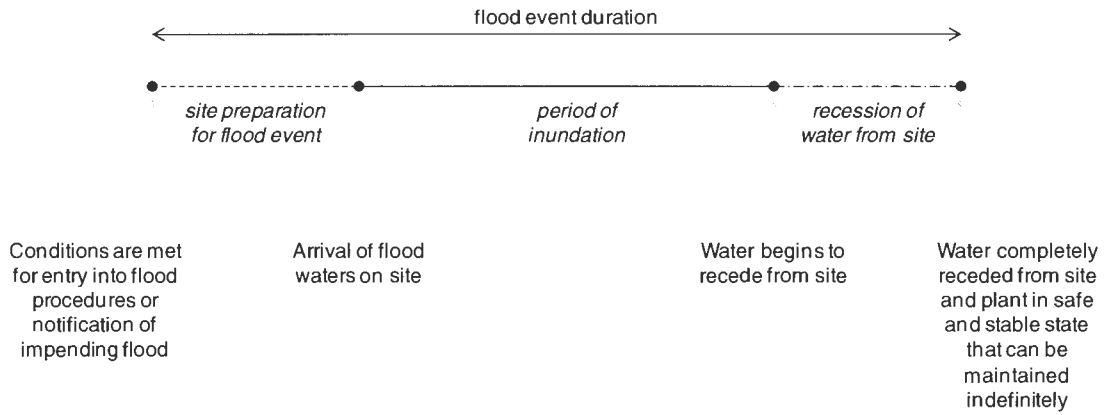 flood event duration
site preparation
for flood event
period of
inundation
recession of
water from site
Conditions are met
for entry into flood
procedures or
notification of
impending flood
Arrival of flood
waters on site
Water begins to
recede from site
Water completely
receded from site
and plant in safe
and stable state
that can be
maintained
indefinitely